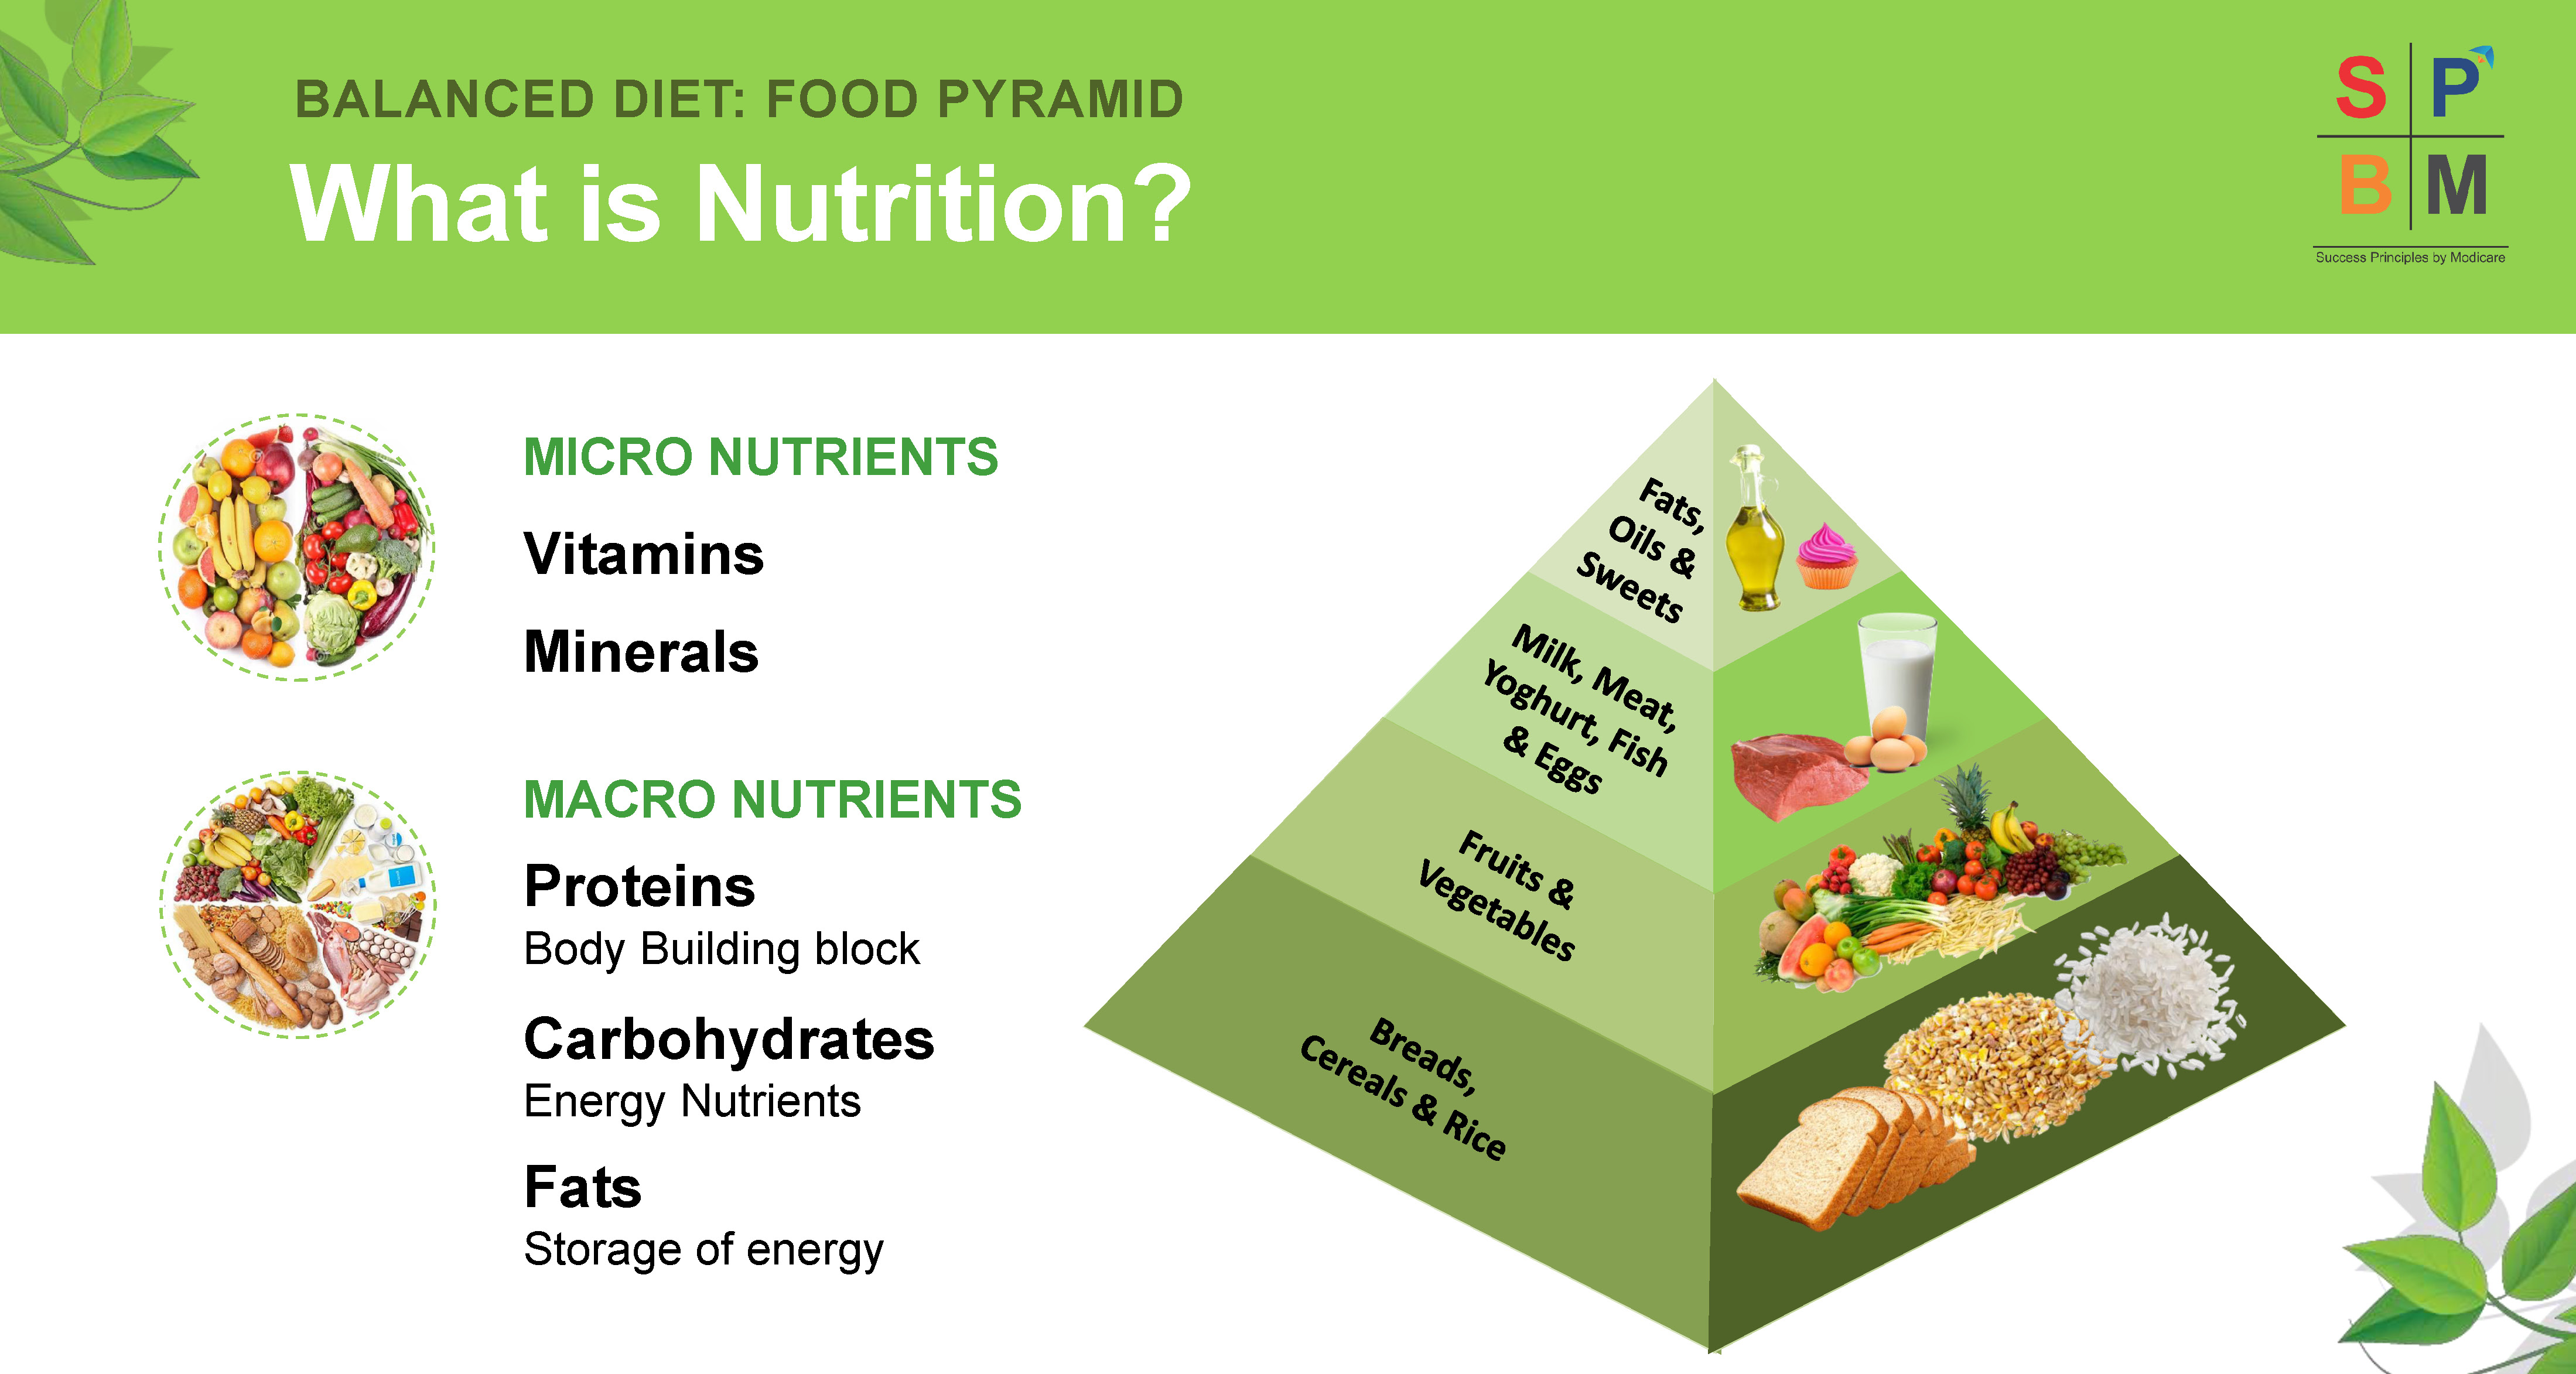 BALANCED DIET: FOOD PYRAMID
What is Nutrition?
S P
B M
Success Principles by Modicare
MICRO NUTRIENTS
Vitamins
Minerals
MACRO NUTRIENTS
Proteins
Body Building block
Carbohydrates
Energy Nutrients
Fats
Storage of energy
Fats,
Oils &
Sweets
Milk, Meat,
Yoghurt, Fish
& Eggs
Fruits &
Vegetables
Breads,
Cereals & Rice